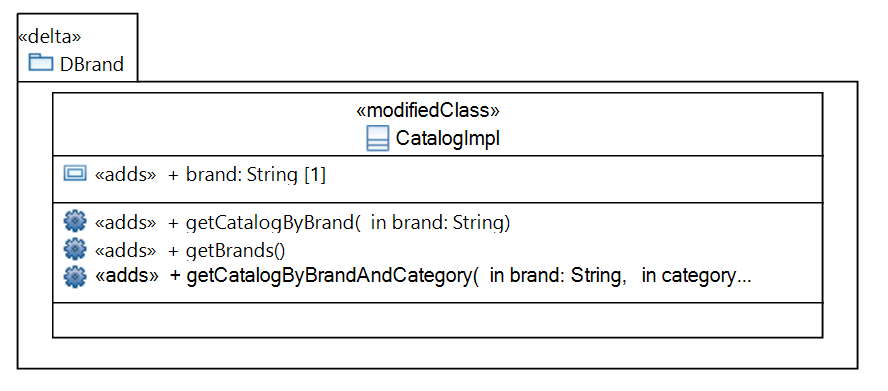 «delta»
DBrand
«modifiedClass»
CatalogImpl
«adds» + brand: String [1]
«adds» + getCatalogByBrand( in brand: String)
«adds» + getBrands()
«adds» + getCatalogByBrandAndCategory( in brand: String, in category...